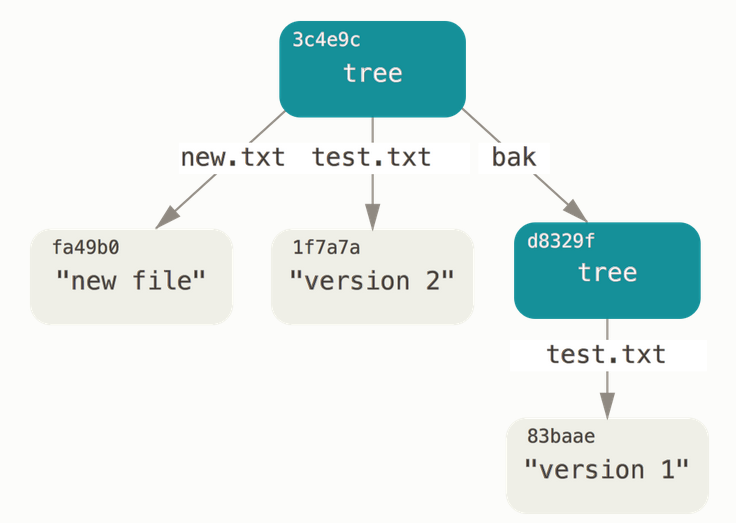 3c4e9c
tree
new.txt
test.txt
bak
fa49b0
"new file"
1f7a7a
"version 2"
d8329f
tree
test.txt
83baae
"version 1"